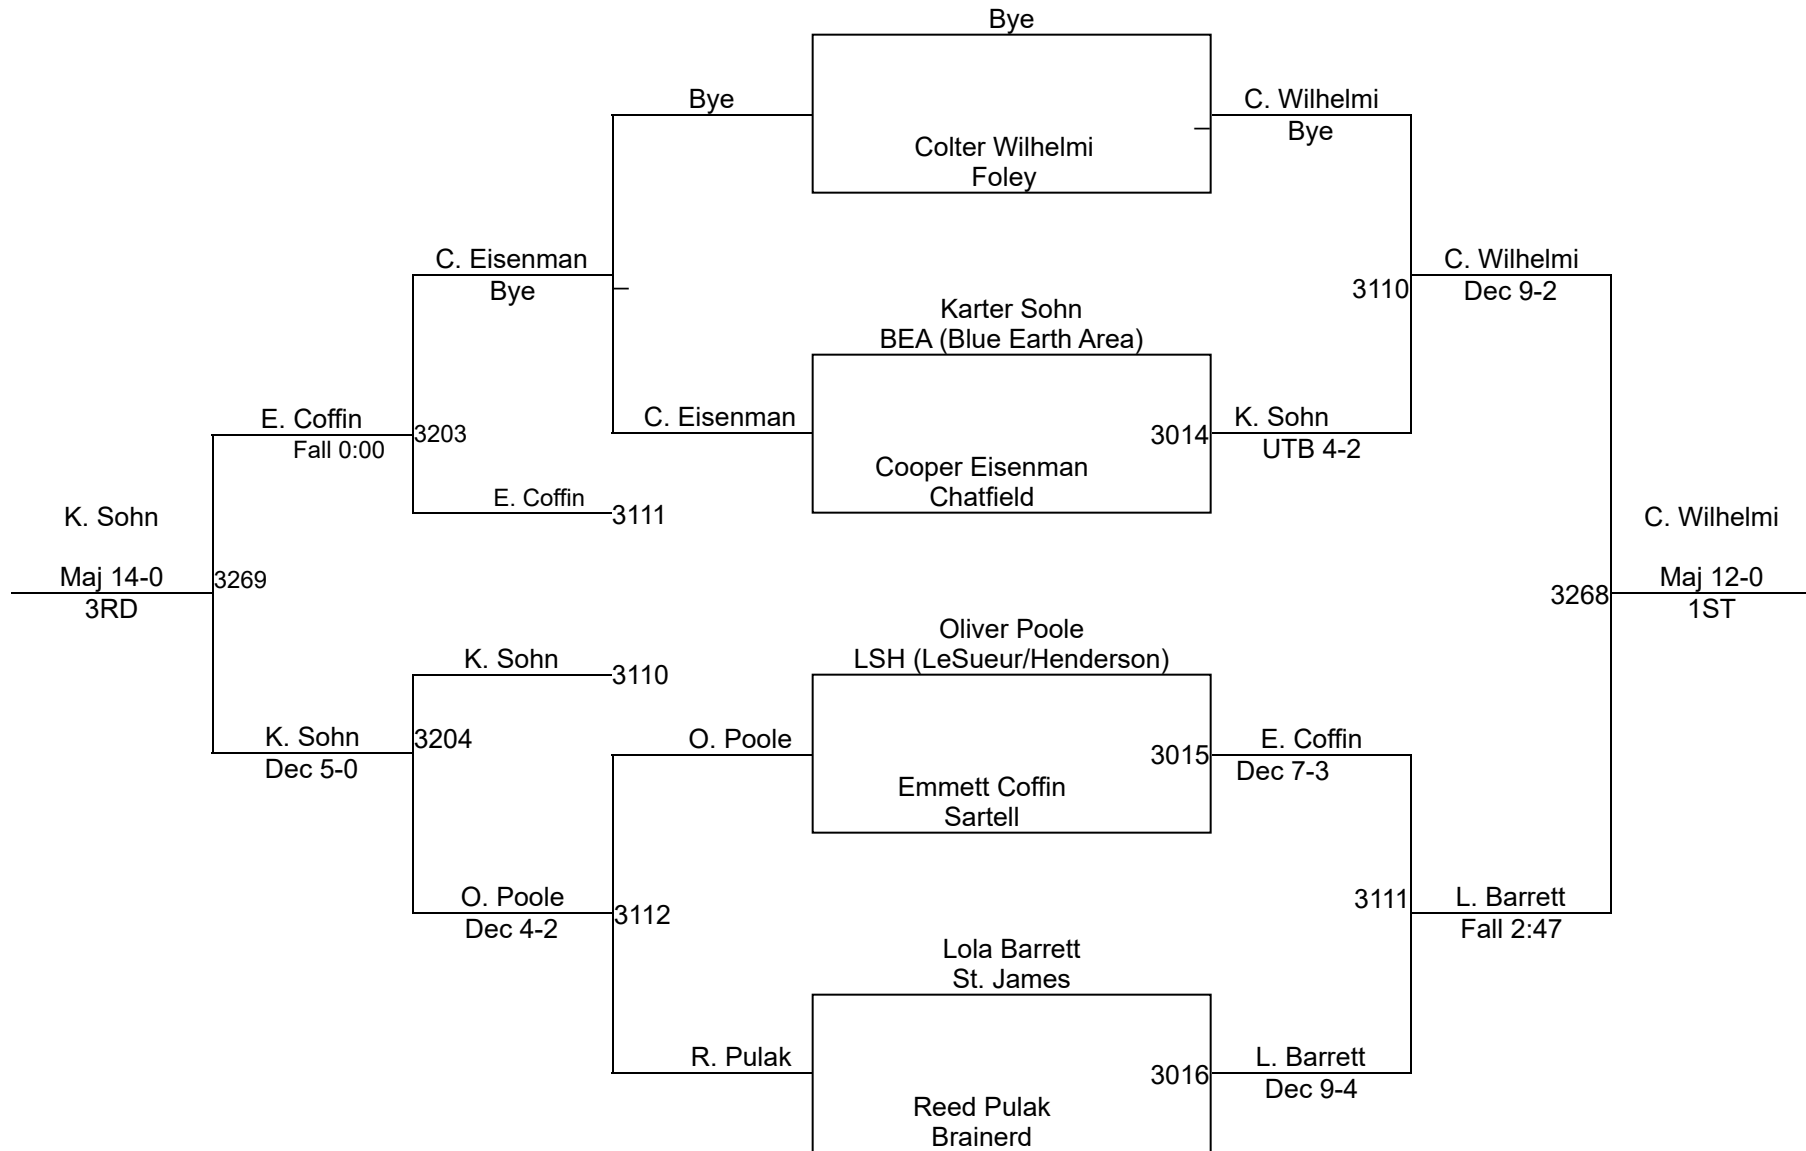 Bye
Bye
C. Wilhelmi
Bye
Colter Wilhelmi
Foley
C. Eisenman
Bye
C. Wilhelmi
3110
Dec 9-2
Karter Sohn
BEA (Blue Earth Area)
E. Coffin
3203
Fall 0:00
C. Eisenman
3014
K. Sohn
UTB 4-2
Cooper Eisenman
Chatfield
E. Coffin
3111
K. Sohn
C. Wilhelmi
Maj 14-0
3269
3RD
3268
Maj 12-0
1ST
Oliver Poole
LSH (LeSueur/Henderson)
K. Sohn
3110
K. Sohn
3204
Dec 5-0
O. Poole
3015
E. Coffin
Dec 7-3
Emmett Coffin
Sartell
O. Poole
3112
Dec 4-2
3111
L. Barrett
Fall 2:47
Lola Barrett
St. James
R. Pulak
3016
L. Barrett
Dec 9-4
Reed Pulak
Brainerd